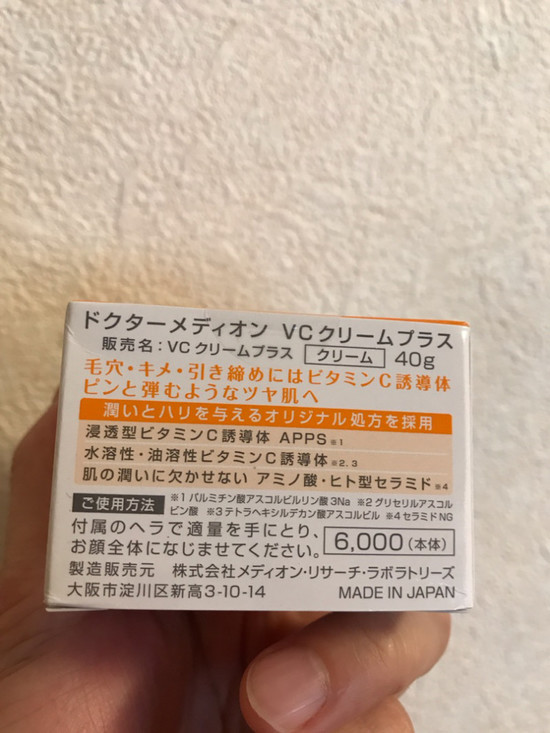 ドクターメディオン VCクリームプラス
販売名：VCクリームプラス クリーム 40g
毛穴・キメ・引き締めにはビタミンC誘導体
ピンと弾むようなツヤ肌へ
潤いとハリを与えるオリジナル処方を採用
浸透型ビタミンC誘導体 APPS※1
水溶性・油溶性ビタミンC誘導体※2, 3
肌の潤いに欠かせない アミノ酸・ヒト型セラミド※4
ご使用方法 ※1 パルミチン酸アスコルビルリン酸3Na ※2 グリセリルアスコル
ビン酸 ※3 テトラヘキシルデカン酸アスコルビル ※4 セラミドNG
付属のヘラで適量を手にとり、
お顔全体になじませてください。 6,000（本体）
製造販売元 株式会社メディオン・リサーチ・ラボラトリーズ
大阪市淀川区新高3-10-14 MADE IN JAPAN